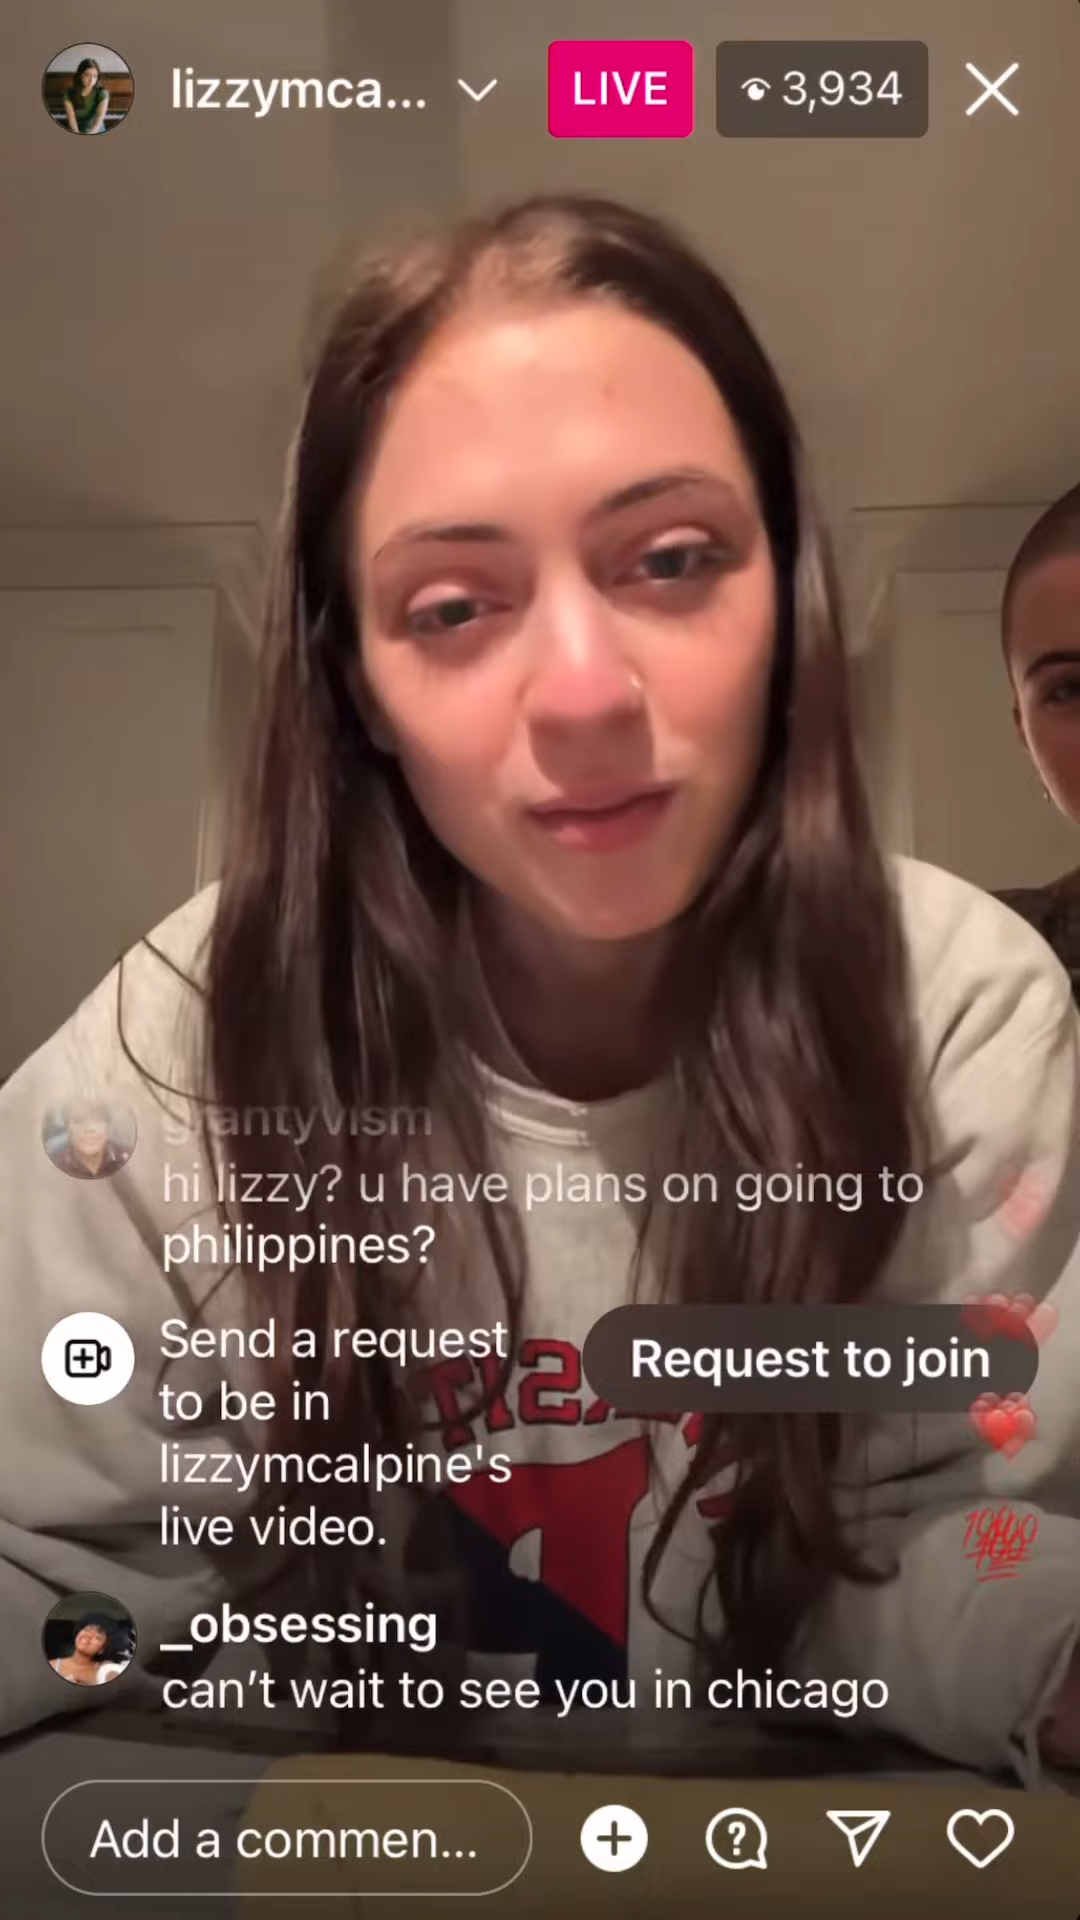 lizzymca...
LIVE
3,934
grantyvism
hi lizzy? u have plans on going to
philippines?
Send a request
to be in
lizzymcalpine's
live video.
Request to join
_obsessing
can't wait to see you in chicago
Add a commen...